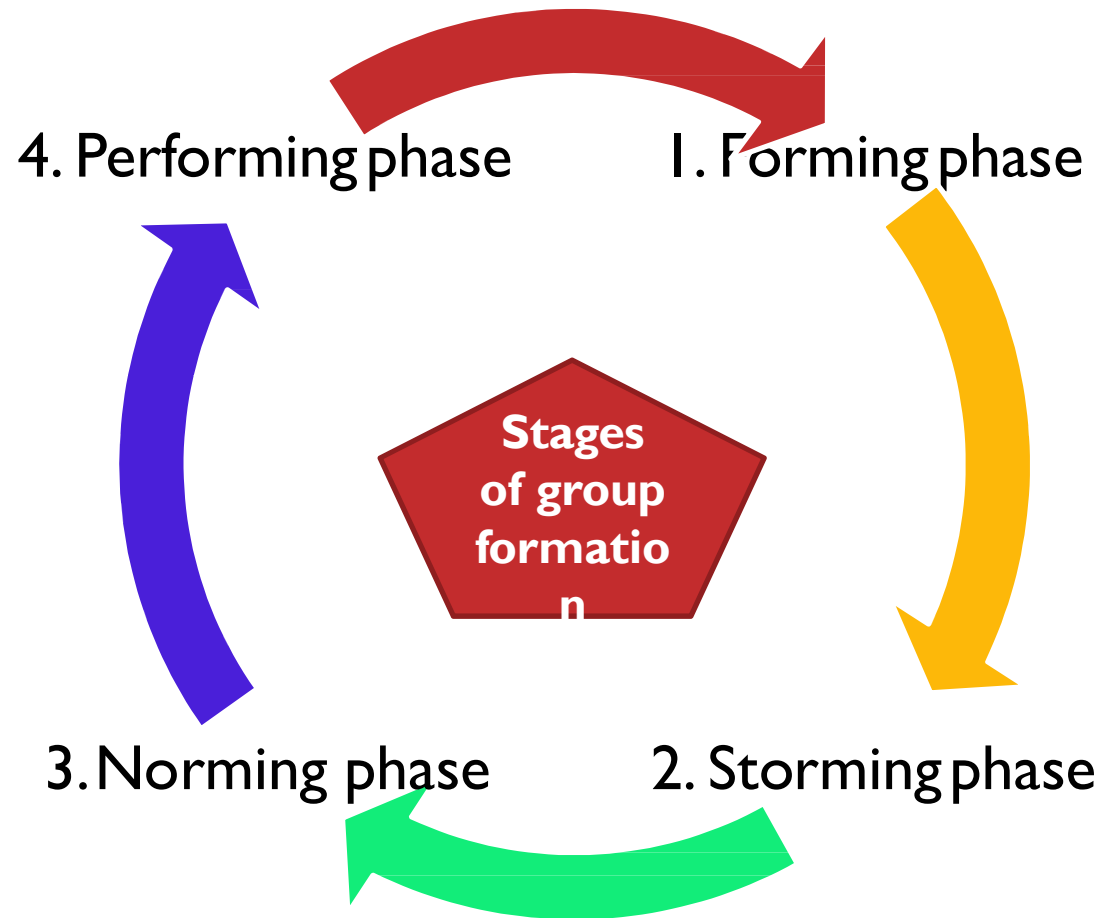 4. Performing phase
1. Forming phase
Stages
of group
formatio
n
3. Norming phase
2. Storming phase